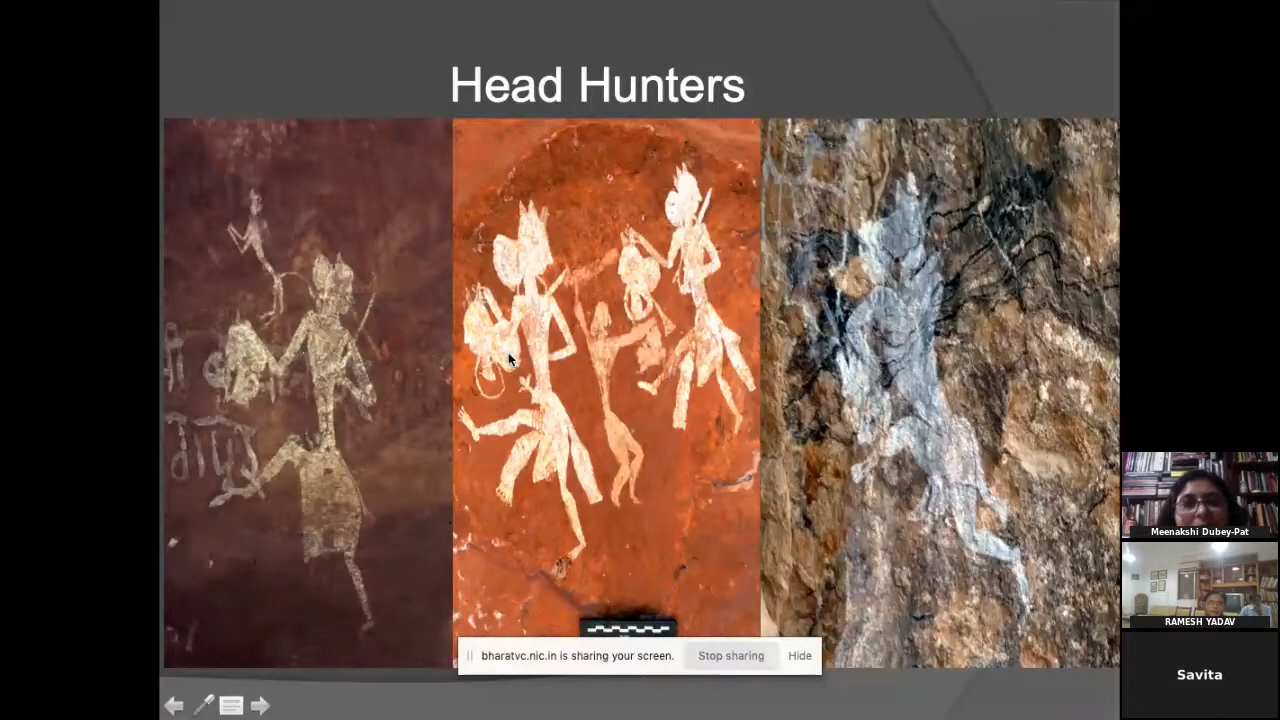 Head Hunters
bharatvc.nic.in is sharing your screen.
Stop sharing
Hide
Meenakshi Dubey-Pat
RAMESH YADAV
Savita